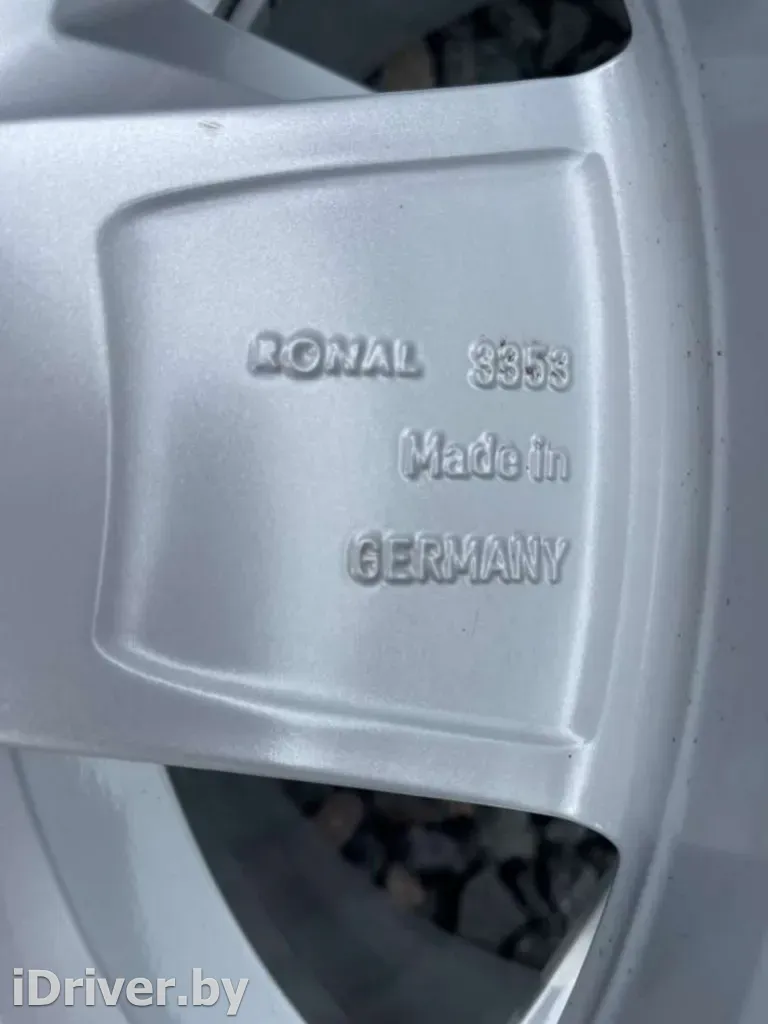 RONAL 3353
Made in
GERMANY
iDriver.by